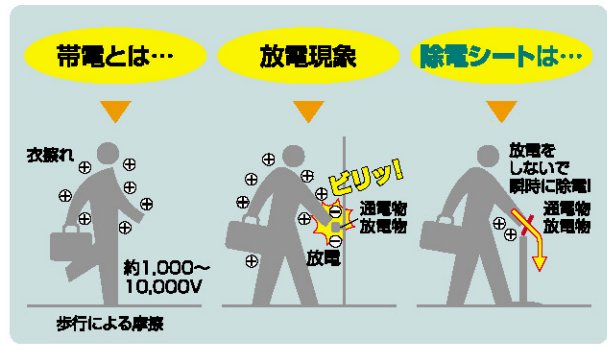 帯電とは…
放電現象
除電シートは…
衣擦れ
約1,000〜
10,000V
歩行による摩擦
ビリッ!
通電物
放電物
放電
放電を
しないで
瞬時に除電!
通電物
放電物